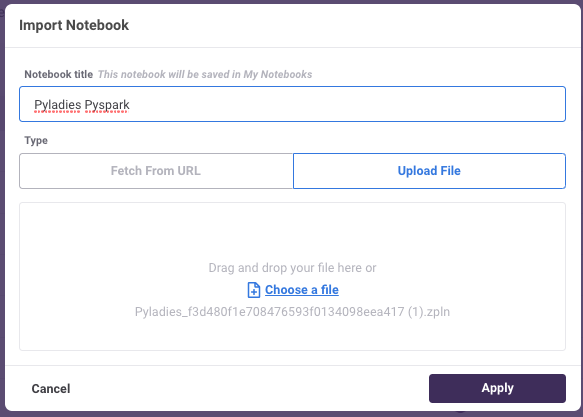 Import Notebook
Notebook title This notebook will be saved in My Notebooks
Pyladies Pyspark
Type
Fetch From URL Upload File
Drag and drop your file here or
Choose a file
Pyladies_f3d480f1e708476593f0134098eea417 (1).zpln
Cancel Apply